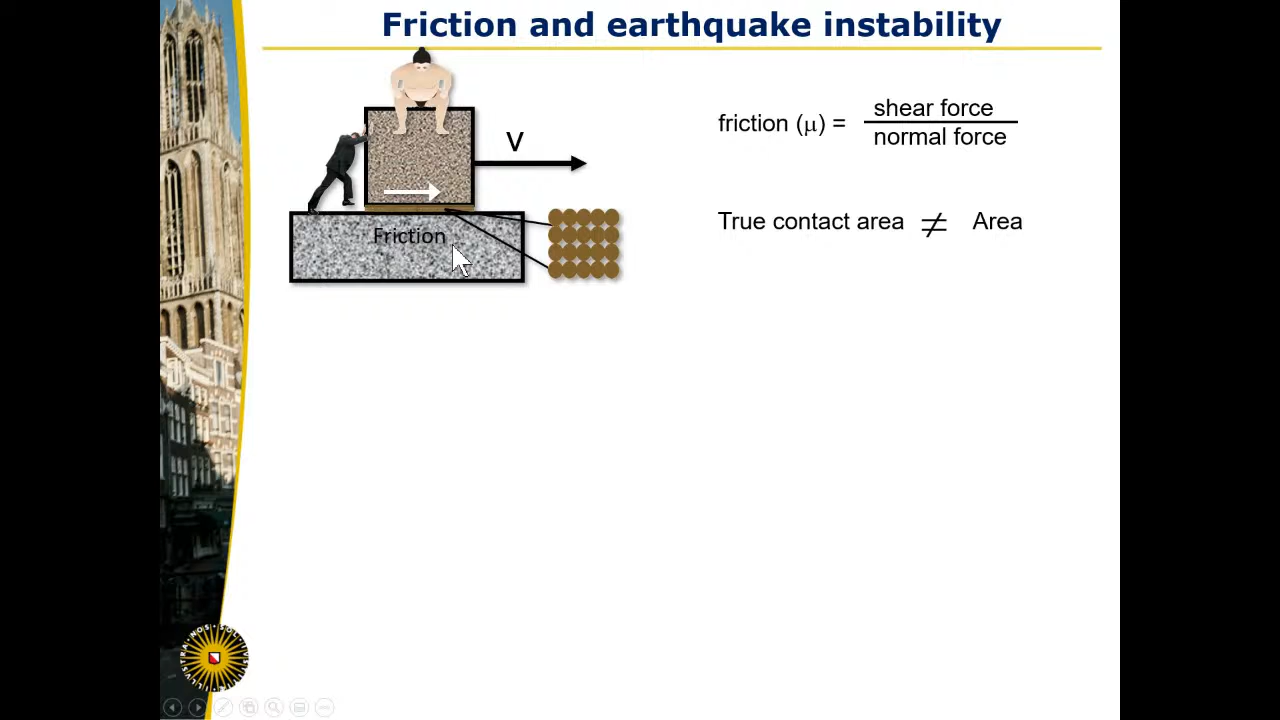 Friction and earthquake instability
V
friction (μ) =
shear force
normal force
Friction
True contact area ≠ Area